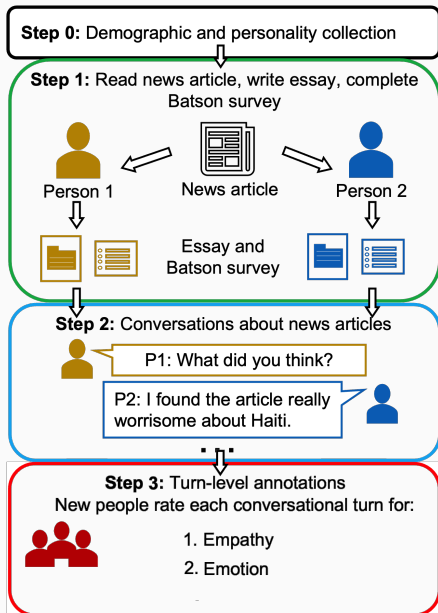 Step 0: Demographic and personality collection
Step 1: Read news article, write essay, complete
Batson survey
Person 1
News article
Person 2
Essay and
Batson survey
Step 2: Conversations about news articles
P1: What did you think?
P2: I found the article really
worrisome about Haiti.
...
Step 3: Turn-level annotations
New people rate each conversational turn for:
1. Empathy
2. Emotion